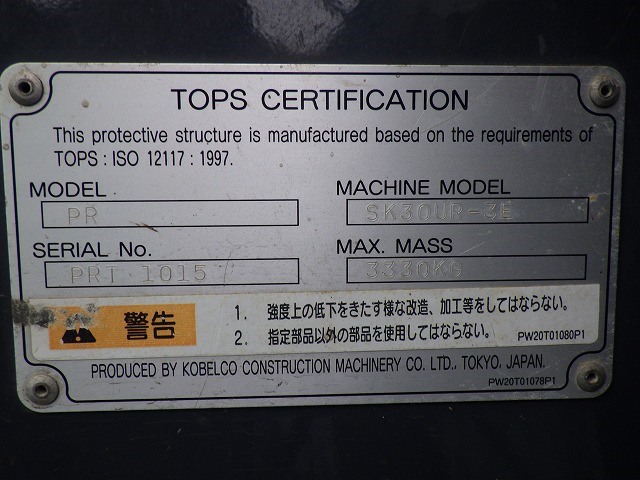 TOPS CERTIFICATION
This protective structure is manufactured based on the requirements of
TOPS : ISO 12117 : 1997.
MODEL
PR
MACHINE MODEL
SK30UR-3E
SERIAL No.
PRT 1015
MAX. MASS
3330KG
警告
1. 強度上の低下をきたす様な改造、加工等をしてはならない。
2. 指定部品以外の部品を使用してはならない。
PW20T01080P1
PRODUCED BY KOBELCO CONSTRUCTION MACHINERY CO. LTD., TOKYO, JAPAN.
PW20T01078P1